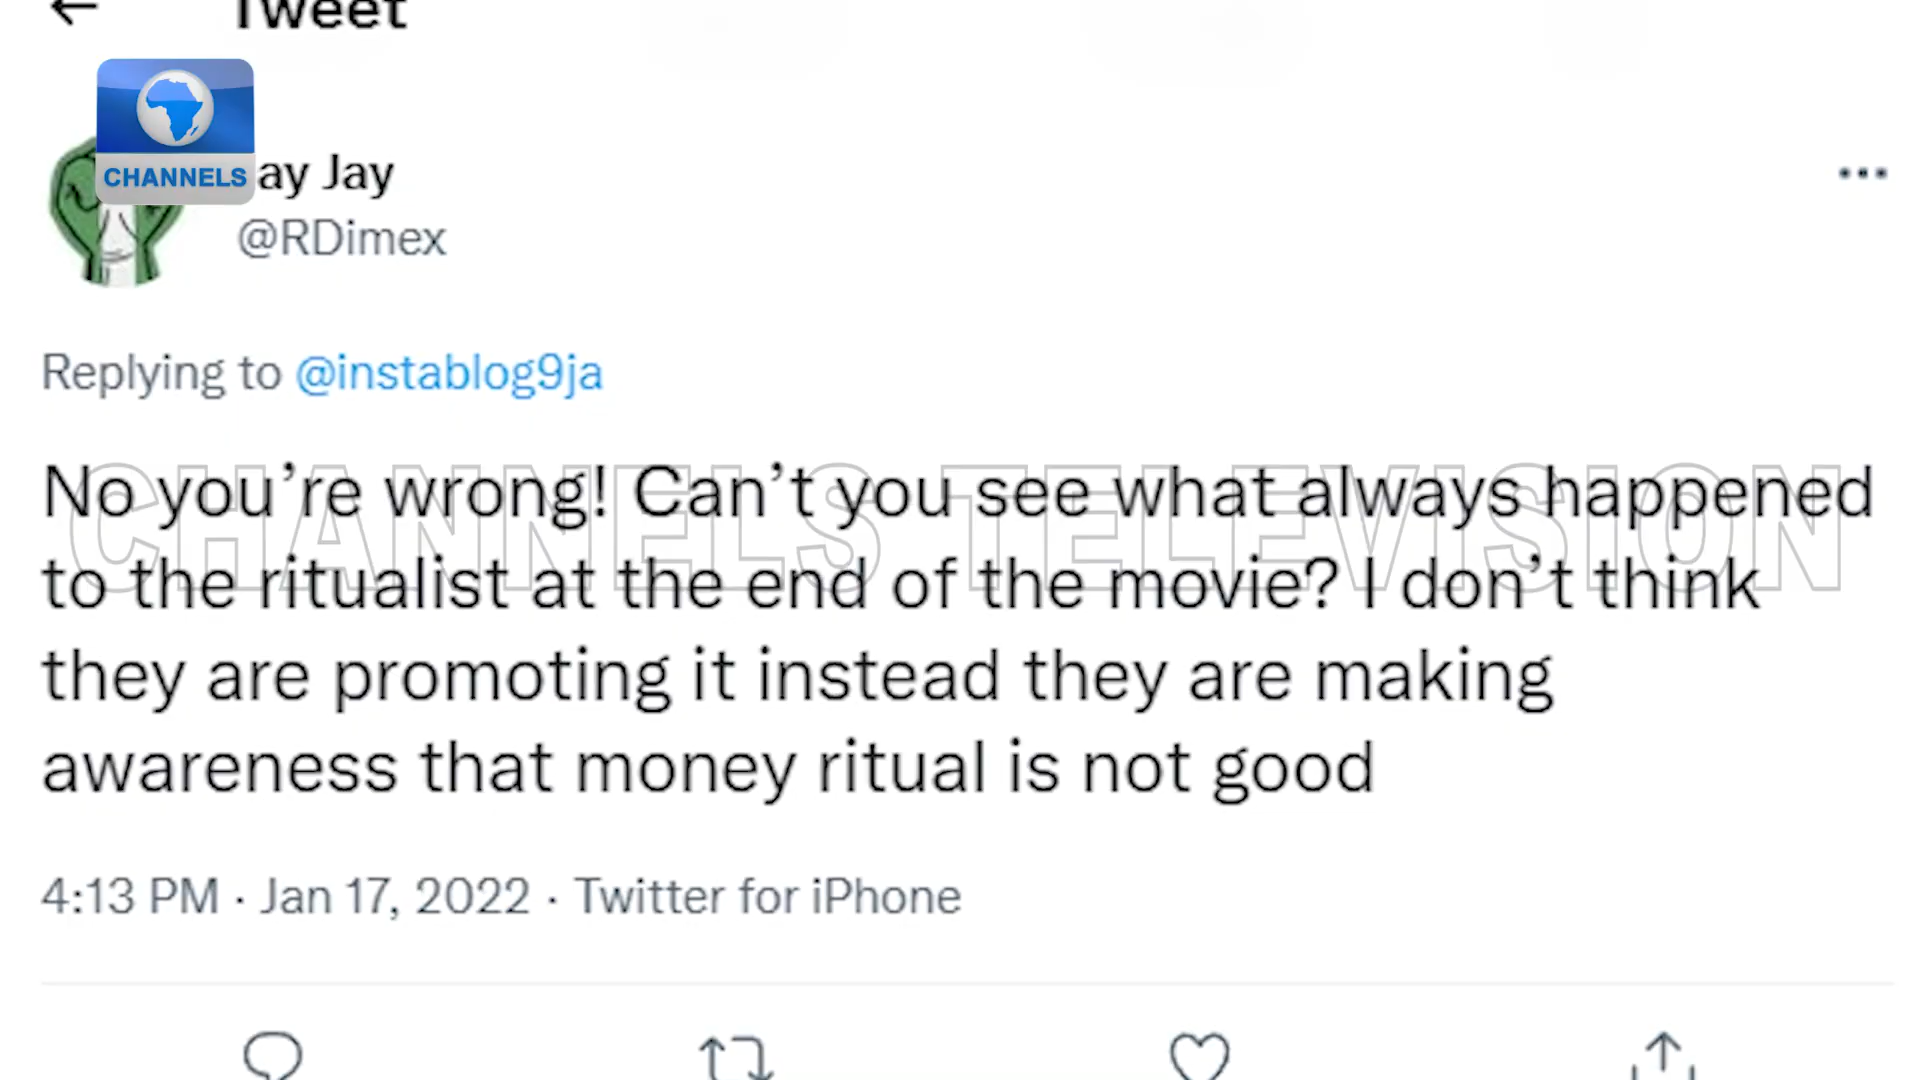 Tweet
CHANNELS
ay Jay
@RDimex
Replying to @instablog9ja
No you're wrong! Can't you see what always happened
CHANNELS TELEVISION
to the ritualist at the end of the movie? I don't think
they are promoting it instead they are making
awareness that money ritual is not good
4:13 PM · Jan 17, 2022 · Twitter for iPhone